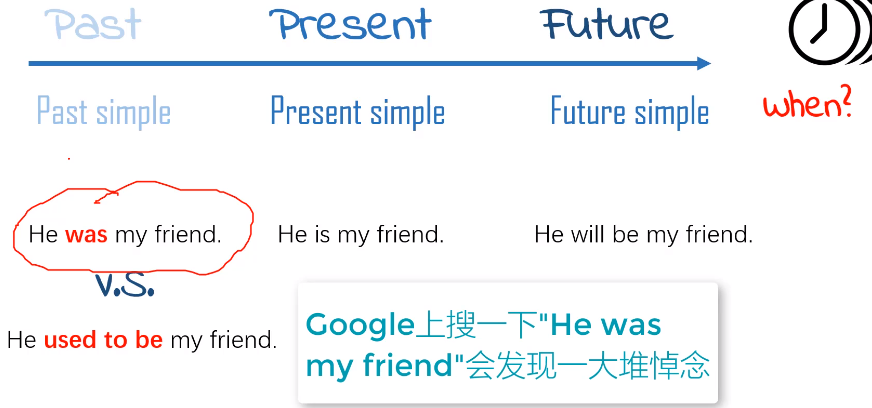 Past Present Future
Past simple Present simple Future simple when?
He was my friend. He is my friend. He will be my friend.
v.s.
He used to be my friend.
Google上搜一下"He was
my friend"会发现一大堆悼念